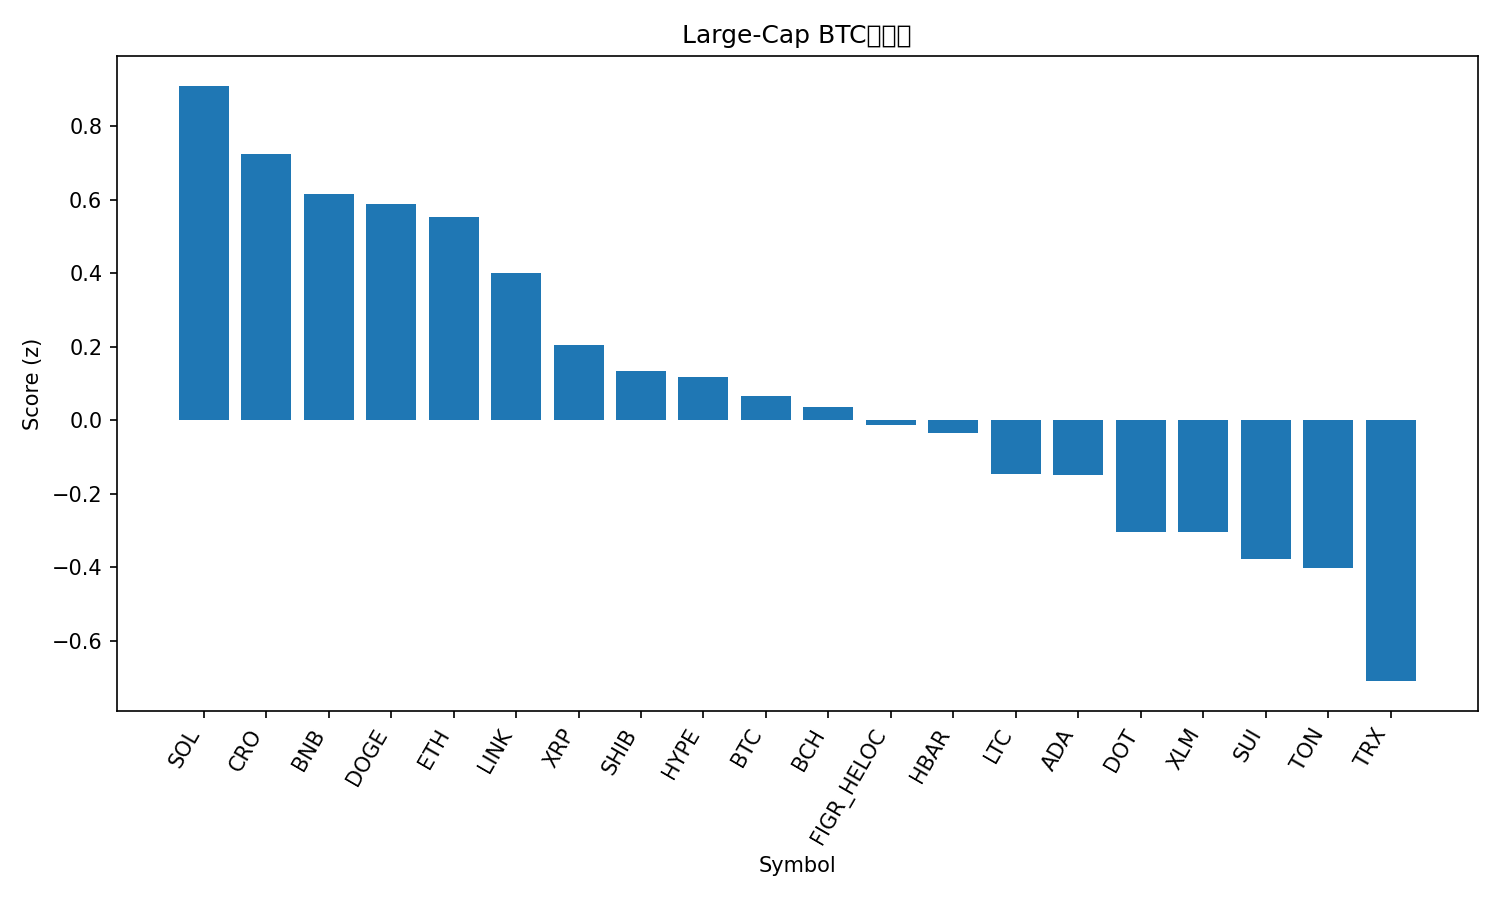 Large-Cap BTC
0.8
0.6
0.4
0.2
0.0
−0.2
−0.4
−0.6
Score (z)
SOL
CRO
BNB
DOGE
ETH
LINK
XRP
SHIB
HYPE
BTC
BCH
FIGR_HELOC
HBAR
LTC
ADA
DOT
XLM
SUI
TON
TRX
Symbol